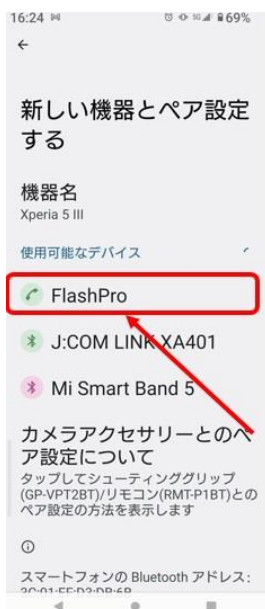 16:24 5G 69%
新しい機器とペア設定
する
機器名
Xperia 5 III
使用可能なデバイス
FlashPro
J:COM LINK XA401
Mi Smart Band 5
カメラアクセサリーとのペ
ア設定について
タップしてシューティンググリップ
(GP-VPT2BT)/リモコン(RMT-P1BT)との
ペア設定の方法を表示します
スマートフォンの Bluetooth アドレス: